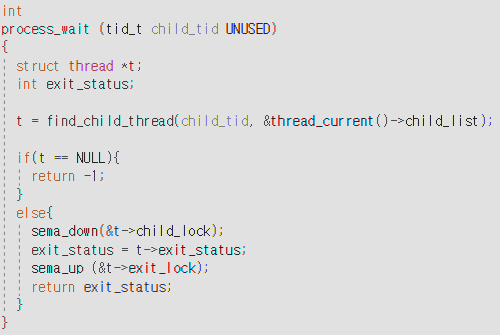 int
process_wait (tid_t child_tid UNUSED)
{
struct thread *t;
int exit_status;
t = find_child_thread(child_tid, &thread_current()->child_list);
if(t == NULL){
return -1;
}
else{
sema_down(&t->child_lock);
exit_status = t->exit_status;
sema_up (&t->exit_lock);
return exit_status;
}
}